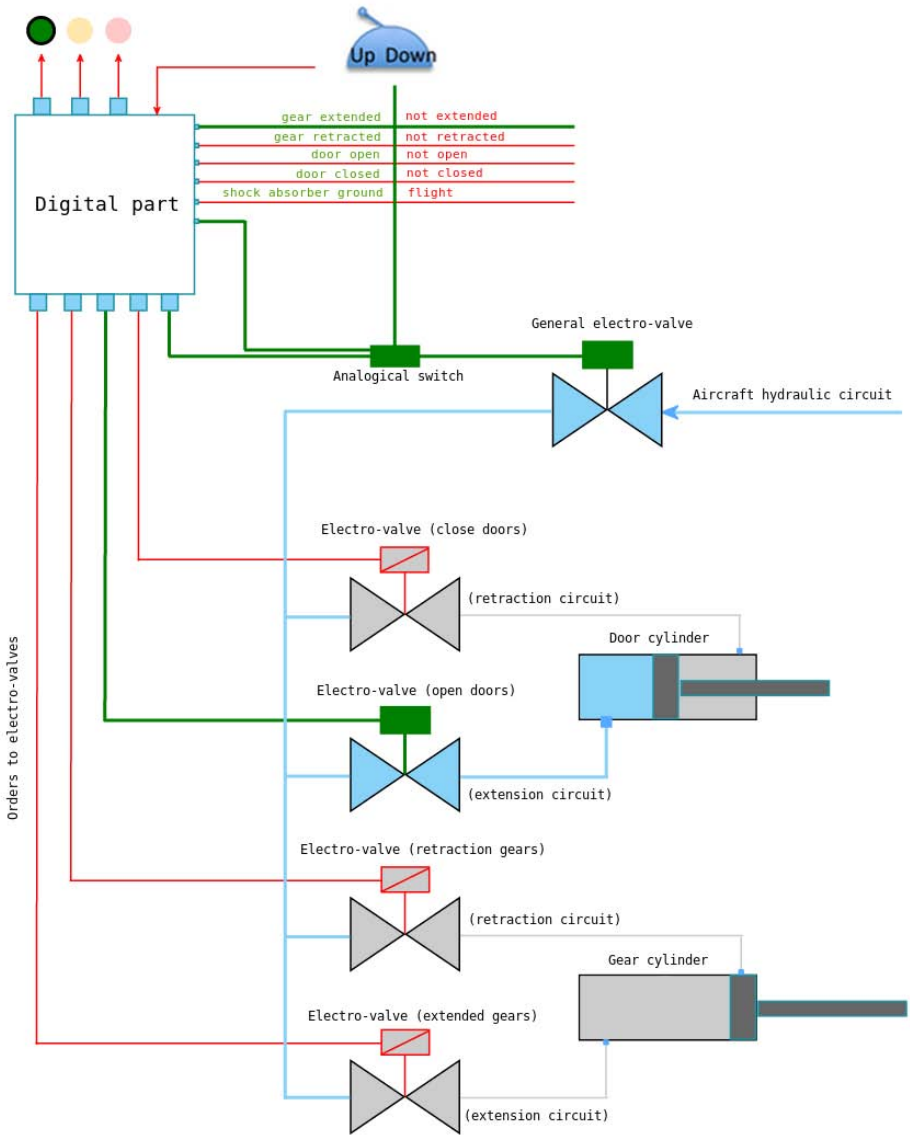 Up Down
gear extended not extended
gear retracted not retracted
door open not open
door closed not closed
shock absorber ground flight
Digital part
General electro-valve
Analogical switch
Aircraft hydraulic circuit
Electro-valve (close doors)
(retraction circuit)
Door cylinder
Electro-valve (open doors)
(extension circuit)
Orders to electro-valves
Electro-valve (retraction gears)
(retraction circuit)
Gear cylinder
Electro-valve (extended gears)
(extension circuit)